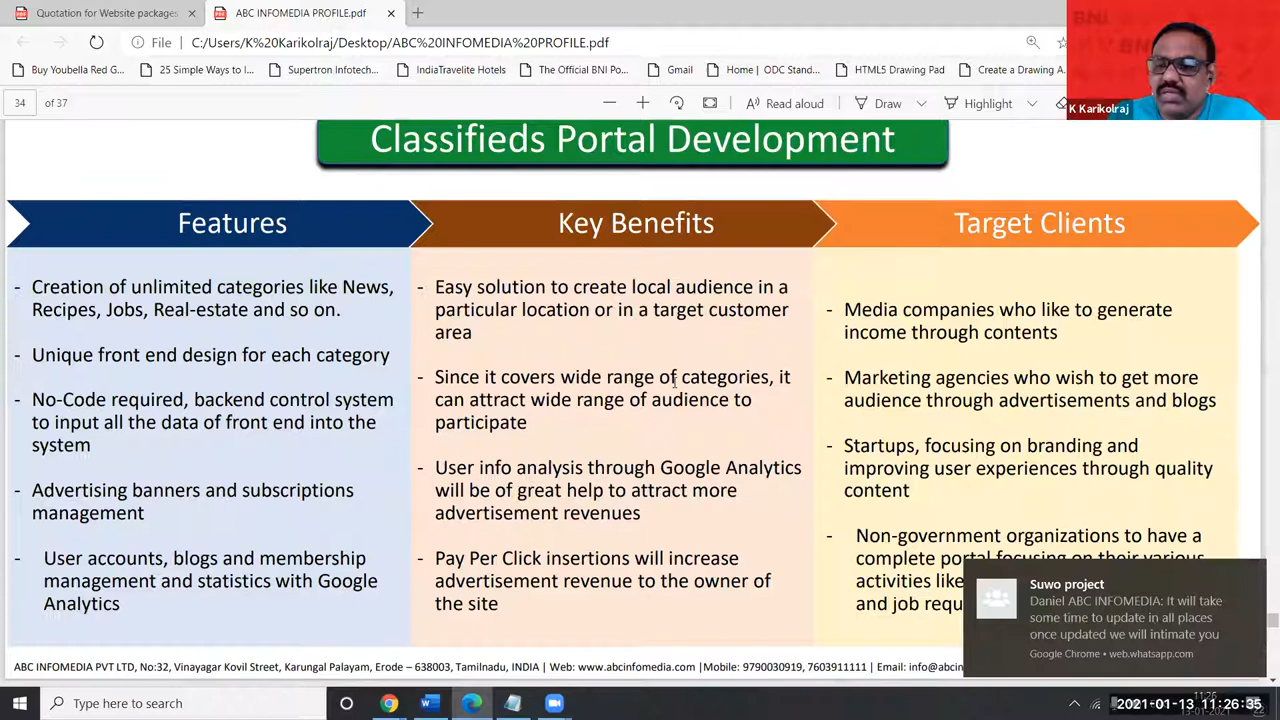 Quotation for Website packages
ABC INFOMEDIA PROFILE.pdf
File
C:/Users/K%20Karikolraj/Desktop/ABC%20INFOMEDIA%20PROFILE.pdf
Buy Youbella Red G...
25 Simple Ways to I...
Supertron Infotech...
IndiaTravelite Hotels
The Official BNI Po...
Gmail
Home | ODC Stand...
HTML5 Drawing Pad
Create a Drawing A...
34 of 37
Read aloud
Draw
Highlight
K Karikolraj
Classifieds Portal Development
Features
- Creation of unlimited categories like News,
Recipes, Jobs, Real-estate and so on.
- Unique front end design for each category
- No-Code required, backend control system
to input all the data of front end into the
system
- Advertising banners and subscriptions
management
- User accounts, blogs and membership
management and statistics with Google
Analytics
Key Benefits
- Easy solution to create local audience in a
particular location or in a target customer
area
- Since it covers wide range of categories, it
can attract wide range of audience to
participate
- User info analysis through Google Analytics
will be of great help to attract more
advertisement revenues
- Pay Per Click insertions will increase
advertisement revenue to the owner of
the site
Target Clients
- Media companies who like to generate
income through contents
- Marketing agencies who wish to get more
audience through advertisements and blogs
- Startups, focusing on branding and
improving user experiences through quality
content
- Non-government organizations to have a
complete portal focusing on their various
activities like
and job requ
Suwo project
Daniel ABC INFOMEDIA: It will take
some time to update in all places
once updated we will intimate you
Google Chrome • web.whatsapp.com
ABC INFOMEDIA PVT LTD, No:32, Vinayagar Kovil Street, Karungal Palayam, Erode – 638003, Tamilnadu, INDIA | Web: www.abcinfomedia.com |Mobile: 9790030919, 7603911111 | Email: info@abcin
Type here to search
11:26
2021-01-13 11:26:35
13-01-2021
22